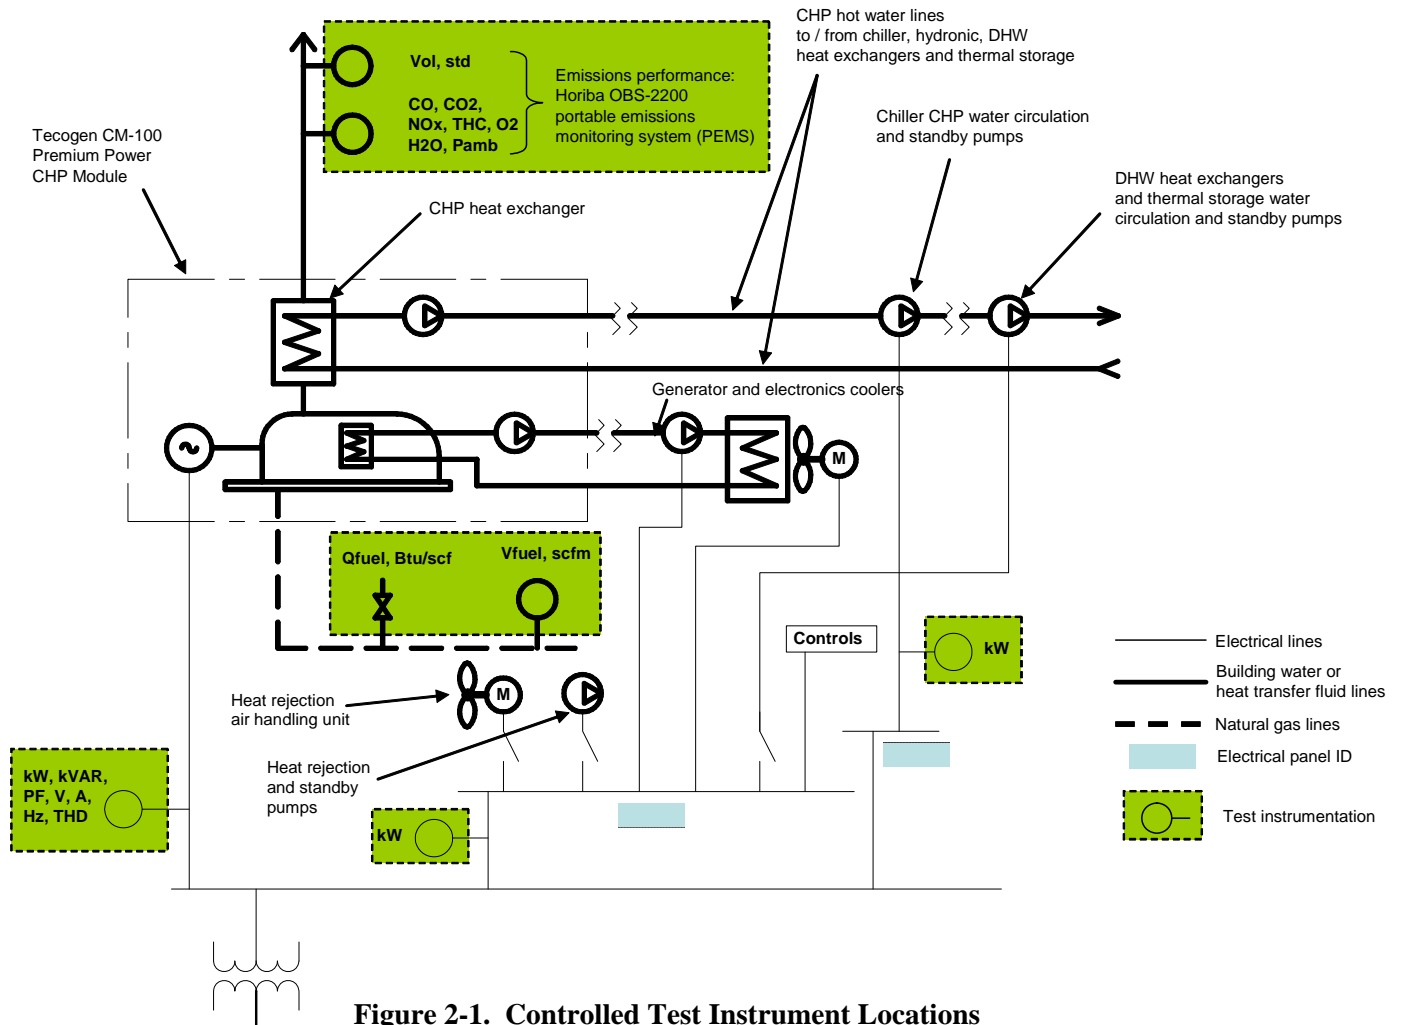 CHP hot water lines
to / from chiller, hydronic, DHW
heat exchangers and thermal storage
Vol, std
CO, CO2,
NOx, THC, O2
H2O, Pamb
Emissions performance:
Horiba OBS-2200
portable emissions
monitoring system (PEMS)
Chiller CHP water circulation
and standby pumps
Tecogen CM-100
Premium Power
CHP Module
DHW heat exchangers
and thermal storage water
circulation and standby pumps
CHP heat exchanger
Generator and electronics coolers
M
Qfuel, Btu/scf
Vfuel, scfm
Controls
kW
Electrical lines
Building water or
heat transfer fluid lines
Natural gas lines
Electrical panel ID
Test instrumentation
Heat rejection
air handling unit
M
Heat rejection
and standby
pumps
kW, kVAR,
PF, V, A,
Hz, THD
kW
Figure 2-1. Controlled Test Instrument Locations